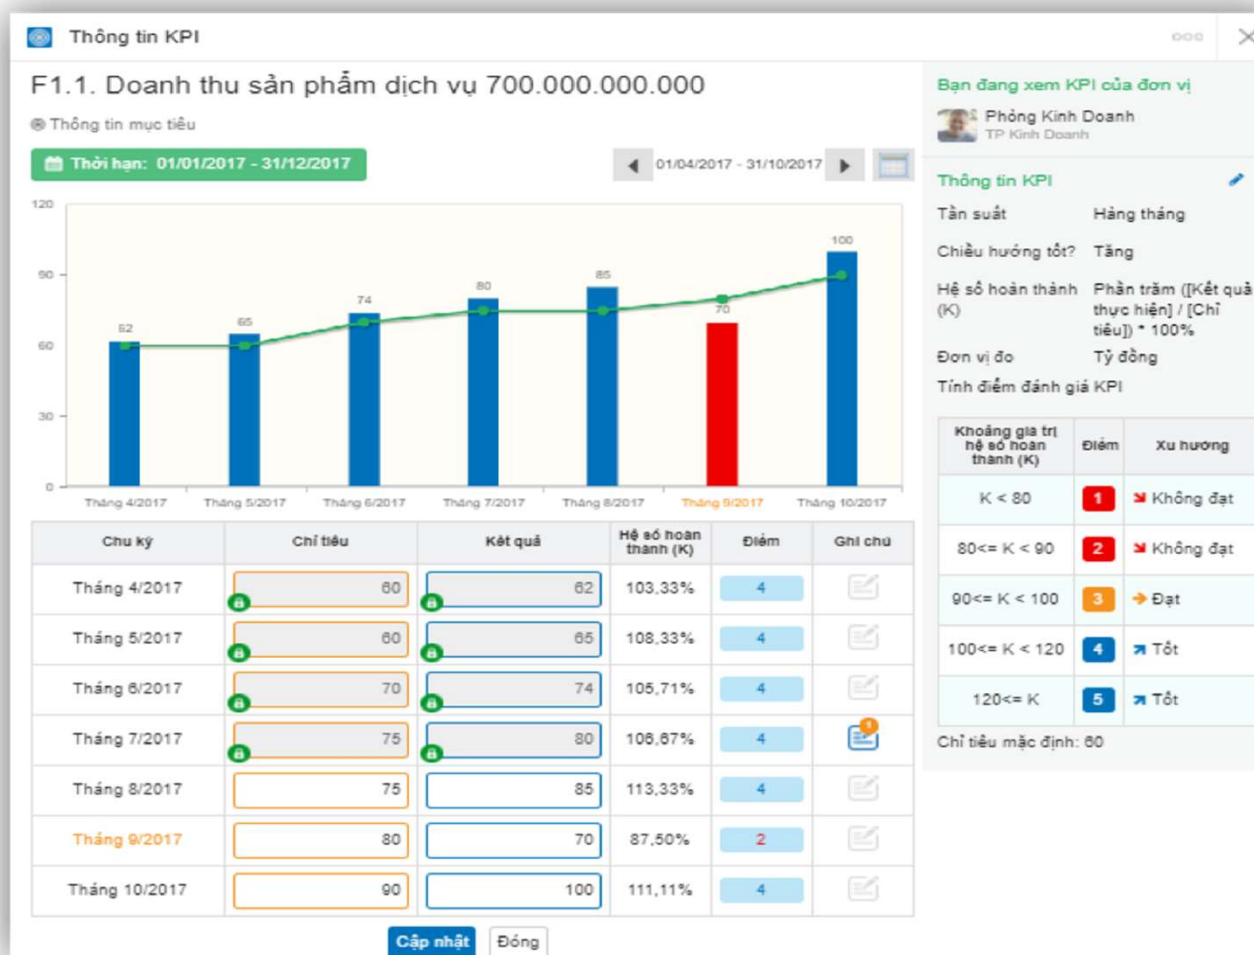 Thông tin KPI
F1.1. Doanh thu sản phẩm dịch vụ 700.000.000.000
Thông tin mục tiêu
Thời hạn: 01/01/2017 - 31/12/2017
01/04/2017 - 31/10/2017
120
90
60
30
0
62
65
74
80
85
70
100
Tháng 4/2017
Tháng 5/2017
Tháng 6/2017
Tháng 7/2017
Tháng 8/2017
Tháng 9/2017
Tháng 10/2017
Chu kỳ Chỉ tiêu Kết quả Hệ số hoàn thành (K) Điểm Ghi chú
Tháng 4/2017 60 62 103,33% 4
Tháng 5/2017 60 65 108,33% 4
Tháng 6/2017 70 74 105,71% 4
Tháng 7/2017 75 80 106,67% 4 1
Tháng 8/2017 75 85 113,33% 4
Tháng 9/2017 80 70 87,50% 2
Tháng 10/2017 90 100 111,11% 4
Cập nhật Đóng
Bạn đang xem KPI của đơn vị
Phòng Kinh Doanh
TP Kinh Doanh
Thông tin KPI
Tần suất Hàng tháng
Chiều hướng tốt? Tăng
Hệ số hoàn thành (K) Phần trăm ([Kết quả
thực hiện] / [Chỉ
tiêu]) * 100%
Đơn vị đo Tỷ đồng
Tính điểm đánh giá KPI
Khoảng giá trị hệ số hoàn thành (K) Điểm Xu hướng
K < 80 1 Không đạt
80<= K < 90 2 Không đạt
90<= K < 100 3 Đạt
100<= K < 120 4 Tốt
120<= K 5 Tốt
Chỉ tiêu mặc định: 60